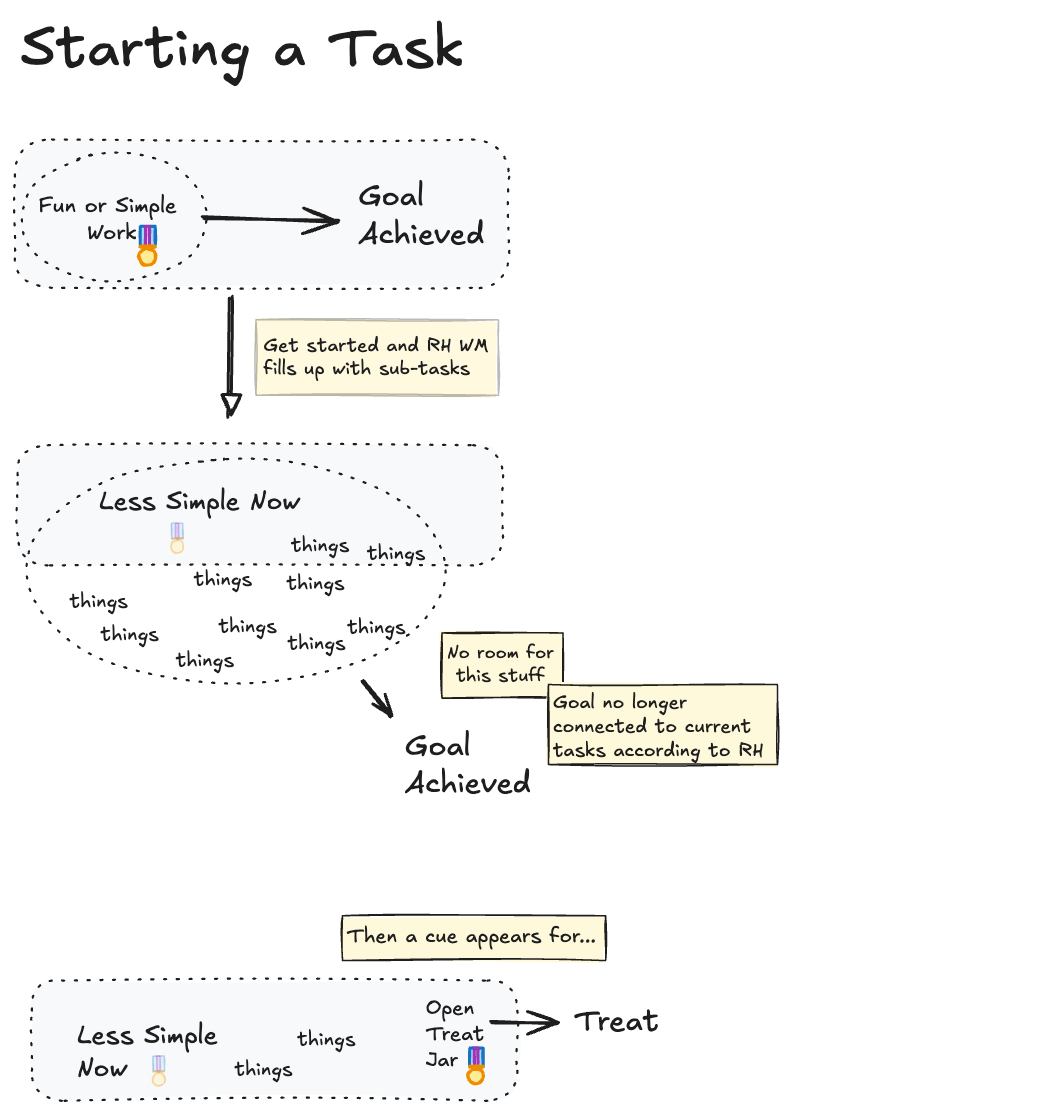 Starting a Task
Fun or Simple
Work
Goal
Achieved
Get started and RH WM
fills up with sub-tasks
Less Simple Now
things
things
things
things
things
things
things
things
things
things
No room for
this stuff
Goal no longer
connected to current
tasks according to RH
Goal
Achieved
Then a cue appears for...
Less Simple
Now
things
things
Open
Treat
Jar
Treat